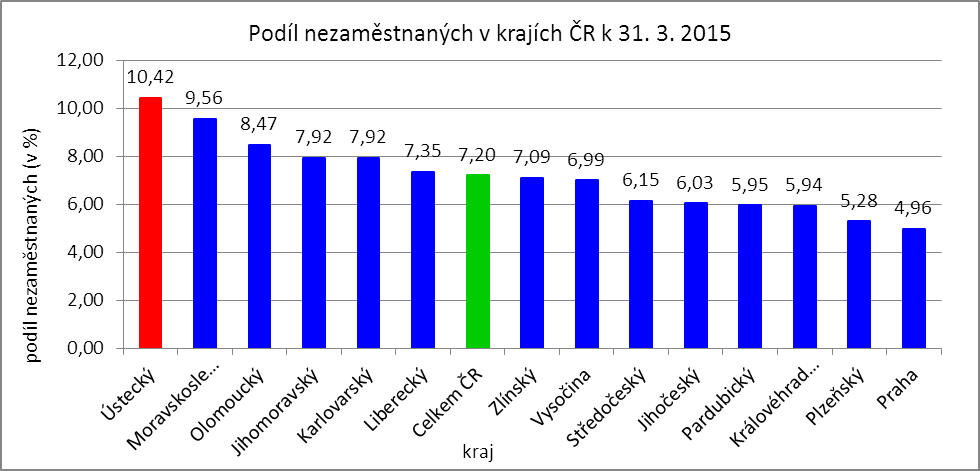 Podíl nezaměstnaných v krajích ČR k 31. 3. 2015
12,00
10,00
8,00
6,00
4,00
2,00
0,00
podíl nezaměstnaných (v %)
10,42
9,56
8,47
7,92
7,92
7,35
7,20
7,09
6,99
6,15
6,03
5,95
5,94
5,28
4,96
Ústecký
Moravskosle...
Olomoucký
Jihomoravský
Karlovarský
Liberecký
Celkem ČR
Zlínský
Vysočina
Středočeský
Jihočeský
Pardubický
Královéhrad...
Plzeňský
Praha
kraj